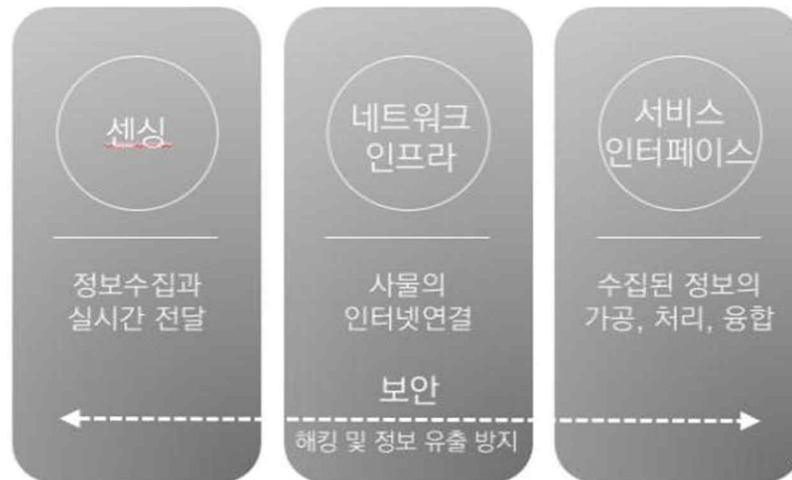 센싱
정보수집과
실시간 전달
네트워크
인프라
사물의
인터넷연결
서비스
인터페이스
수집된 정보의
가공, 처리, 융합
보안
해킹 및 정보 유출 방지